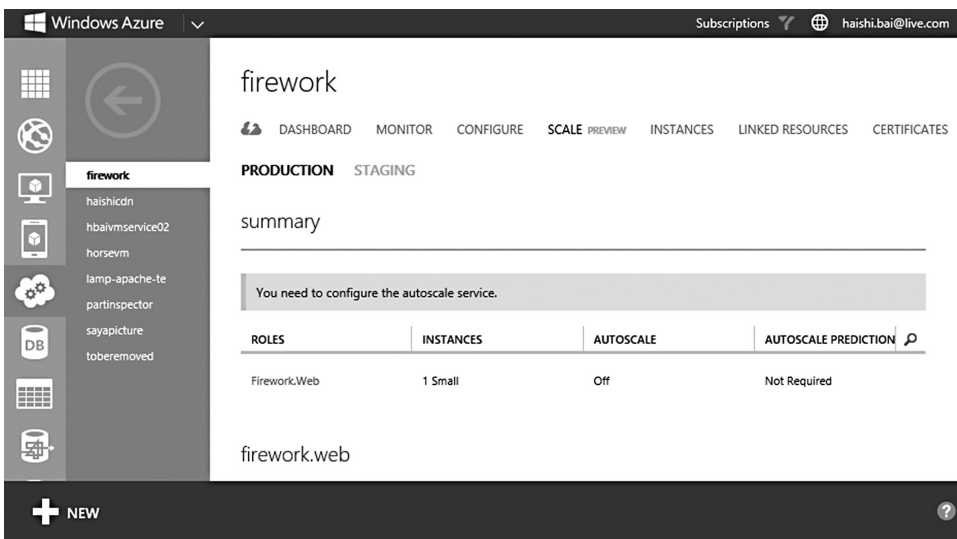 Windows Azure
Subscriptions haishi.bai@live.com
firework
haishicdn
hbaivmservice02
horsevm
lamp-apache-te
partinspector
sayapicture
toberemoved
DB
firework
DASHBOARD MONITOR CONFIGURE SCALE PREVIEW INSTANCES LINKED RESOURCES CERTIFICATES
PRODUCTION STAGING
summary
You need to configure the autoscale service.
ROLES INSTANCES AUTOSCALE AUTOSCALE PREDICTION
Firework.Web 1 Small Off Not Required
firework.web
NEW ?